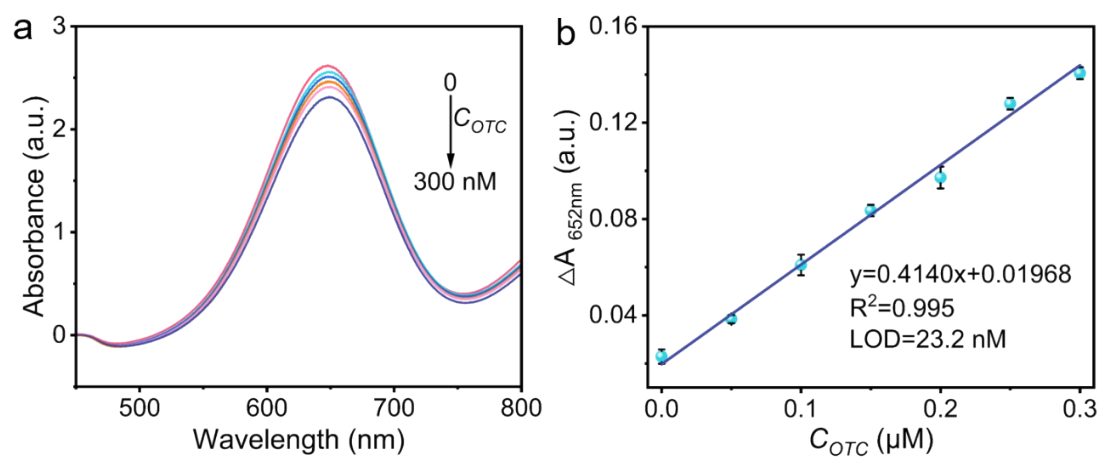 a
3
2
1
0
Absorbance (a.u.)
500
600
700
800
Wavelength (nm)
0
C_OTC
300 nM
b
0.16
0.12
0.08
0.04
△A 652nm (a.u.)
0.0
0.1
0.2
0.3
C_OTC (μM)
y=0.4140x+0.01968
R²=0.995
LOD=23.2 nM